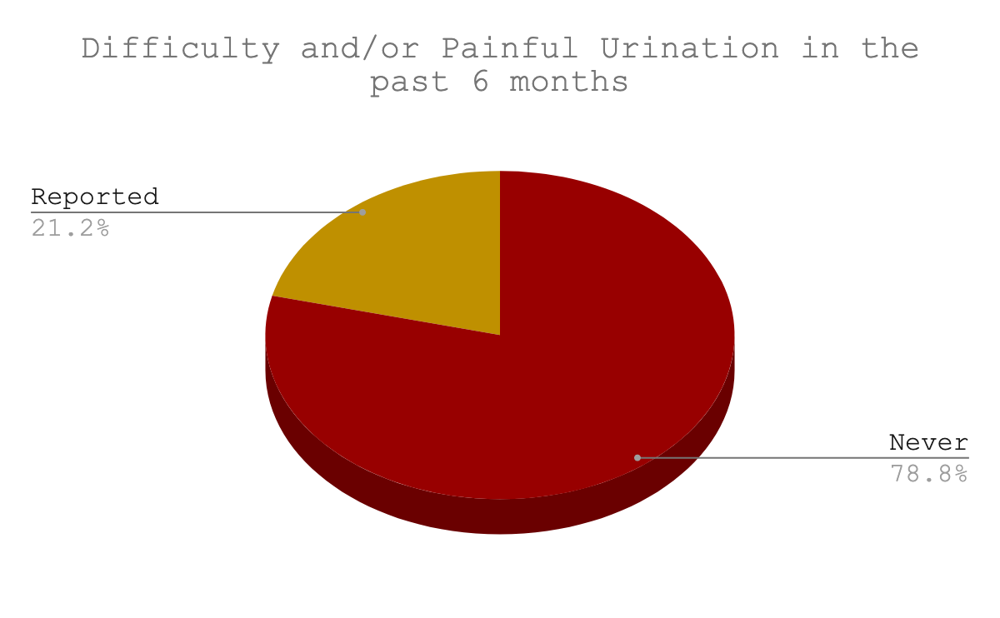 Difficulty and/or Painful Urination in the
past 6 months
Reported
21.2%
Never
78.8%